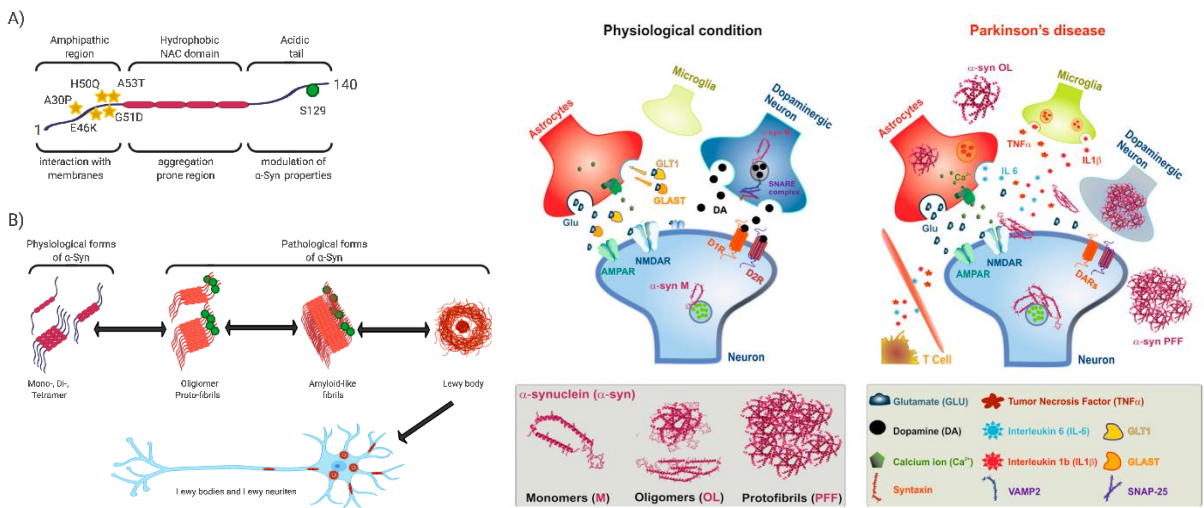 A)
Amphipathic
region
Hydrophobic
NAC domain
Acidic
tail
H50Q
A53T
A30P
E46K
G51D
1
140
S129
interaction with
membranes
aggregation
prone region
modulation of
α-Syn properties
B)
Physiological forms
of α-Syn
Pathological forms
of α-Syn
Mono-, Di-,
Tetramer
Oligiomer
Proto-fibrils
Amyloid-like
fibrils
Lewy body
Lewy bodies and Lewy neurites
Physiological condition
Microglia
Astrocytes
Dopaminergic
Neuron
α-syn M
GLT1
GLAST
SNARE
complex
DA
Glu
D1R
D2R
NMDAR
AMPAR
α-syn M
Neuron
Parkinson's disease
α-syn OL
Microglia
Astrocytes
TNFα
IL1β
Dopaminergic
Neuron
Ca²⁺
IL 6
Glu
NMDAR
AMPAR
DARs
α-syn PFF
T Cell
Neuron
α-synuclein (α-syn)
Monomers (M)
Oligomers (OL)
Protofibrils (PFF)
Glutamate (GLU)
Tumor Necrosis Factor (TNFα)
Dopamine (DA)
Interleukin 6 (IL-6)
GLT1
Calcium ion (Ca²⁺)
Interleukin 1b (IL1β)
GLAST
Syntaxin
VAMP2
SNAP-25